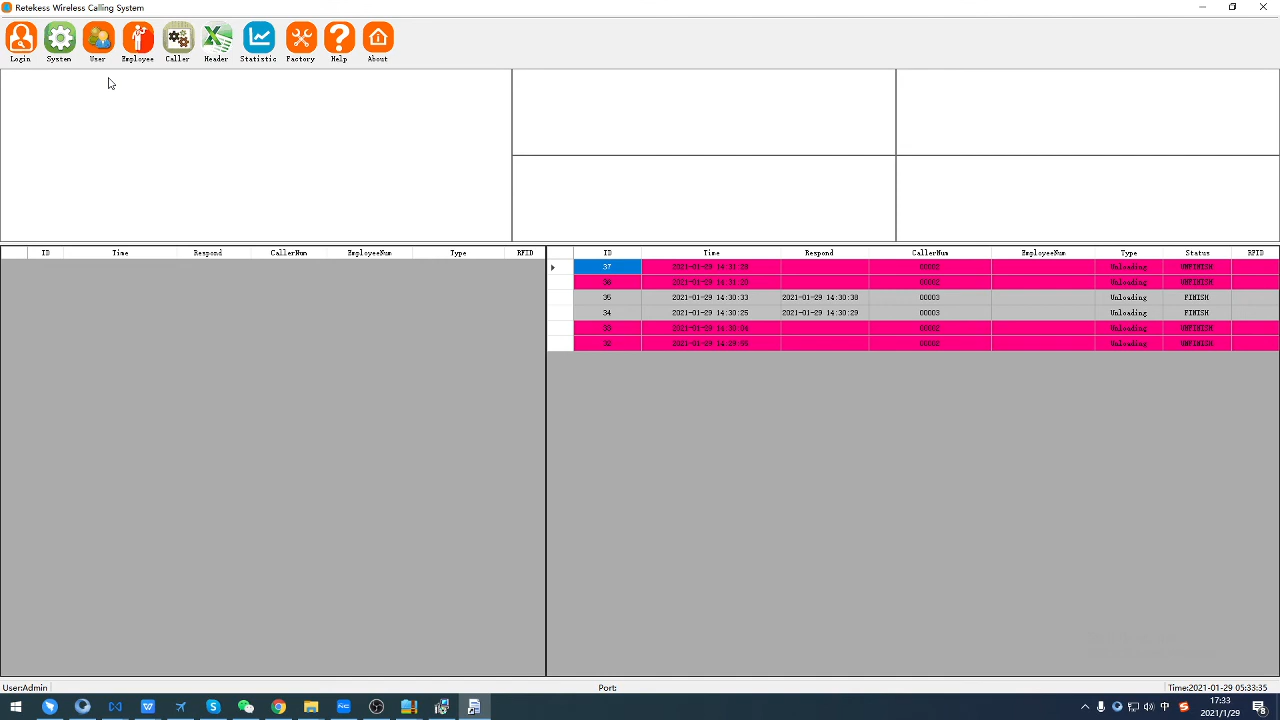 Retekess Wireless Calling System
Login System User Employee Caller Header Statistic Factory Help About
ID Time Respond CallerNum EmployeeNum Type RFID
ID Time Respond CallerNum EmployeeNum Type Status RFID
37 2021-01-29 14:31:28 00002 Unloading UNFINISH
36 2021-01-29 14:31:20 00002 Unloading UNFINISH
35 2021-01-29 14:30:33 2021-01-29 14:30:38 00003 Unloading FINISH
34 2021-01-29 14:30:25 2021-01-29 14:30:29 00003 Unloading FINISH
33 2021-01-29 14:30:04 00002 Unloading UNFINISH
32 2021-01-29 00002 Unloading UNFINISH
User:Admin Port: Time:2021-01-29 05:33:35
中 17:33
2021/1/29